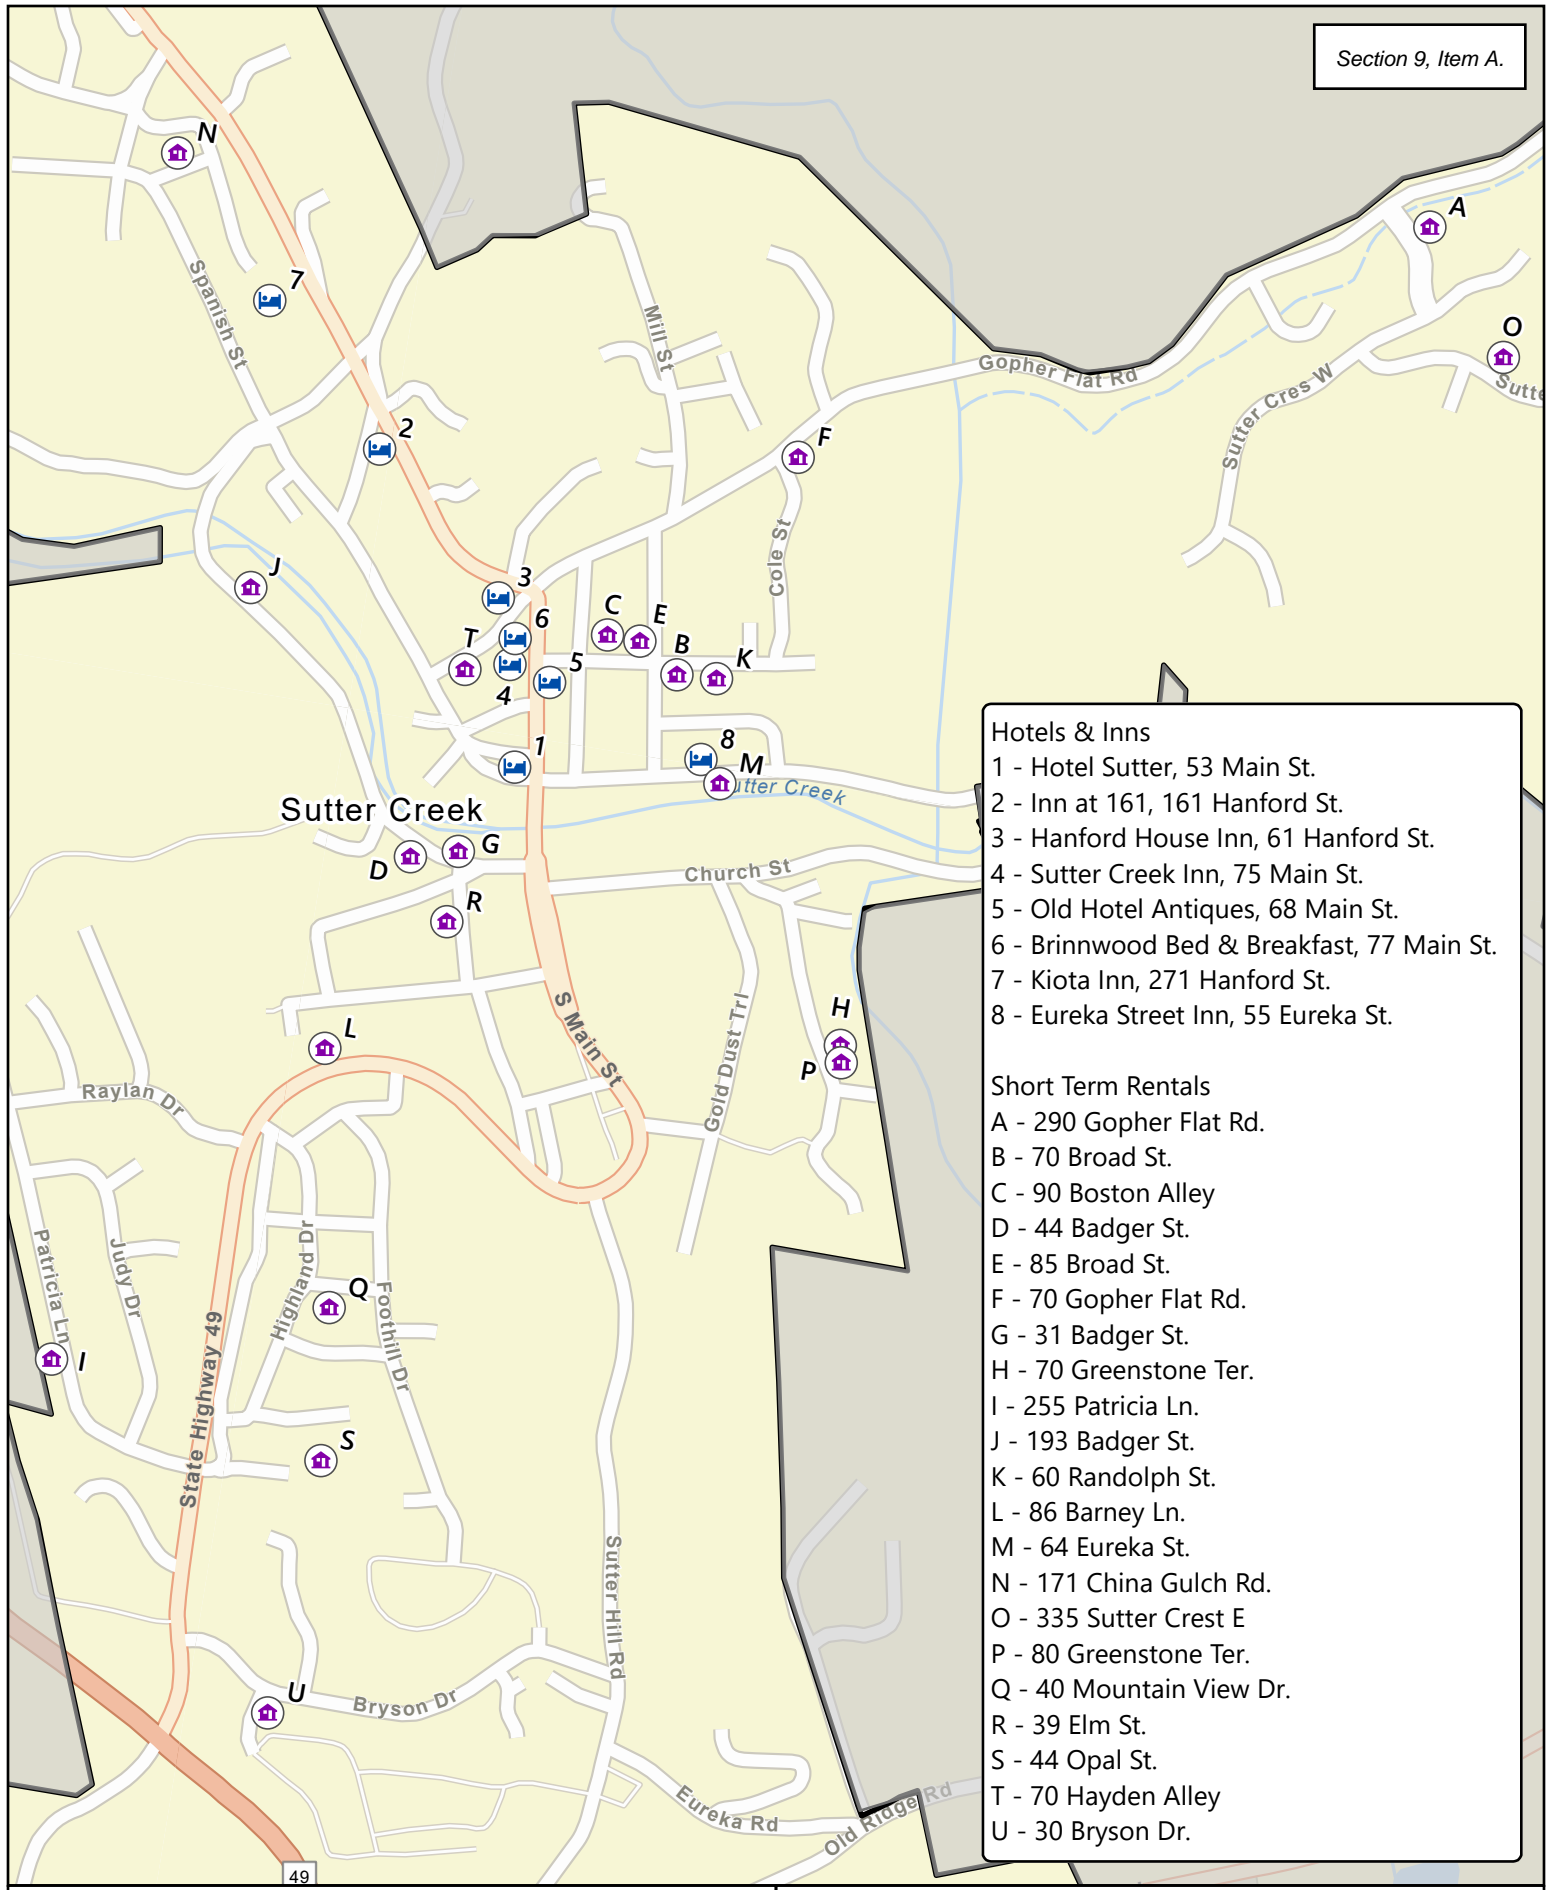 Section 9, Item A.
N
A
7
Spanish St
Mill St
O
Gopher Flat Rd
Sutter Cres W
Sutte
2
F
Cole St
J
3
C
E
6
T
B
K
5
4
1
8
M
utter Creek
Sutter Creek
G
D
Church St
R
H
S Main St
L
Gold Dust Trl
P
Raylan Dr
Patricia Ln
Judy Dr
Highland Dr
Q
Foothill Dr
I
State Highway 49
S
Sutter Hill Rd
U
Bryson Dr
Eureka Rd
Old Ridge Rd
49
Hotels & Inns
1 - Hotel Sutter, 53 Main St.
2 - Inn at 161, 161 Hanford St.
3 - Hanford House Inn, 61 Hanford St.
4 - Sutter Creek Inn, 75 Main St.
5 - Old Hotel Antiques, 68 Main St.
6 - Brinnwood Bed & Breakfast, 77 Main St.
7 - Kiota Inn, 271 Hanford St.
8 - Eureka Street Inn, 55 Eureka St.
Short Term Rentals
A - 290 Gopher Flat Rd.
B - 70 Broad St.
C - 90 Boston Alley
D - 44 Badger St.
E - 85 Broad St.
F - 70 Gopher Flat Rd.
G - 31 Badger St.
H - 70 Greenstone Ter.
I - 255 Patricia Ln.
J - 193 Badger St.
K - 60 Randolph St.
L - 86 Barney Ln.
M - 64 Eureka St.
N - 171 China Gulch Rd.
O - 335 Sutter Crest E
P - 80 Greenstone Ter.
Q - 40 Mountain View Dr.
R - 39 Elm St.
S - 44 Opal St.
T - 70 Hayden Alley
U - 30 Bryson Dr.